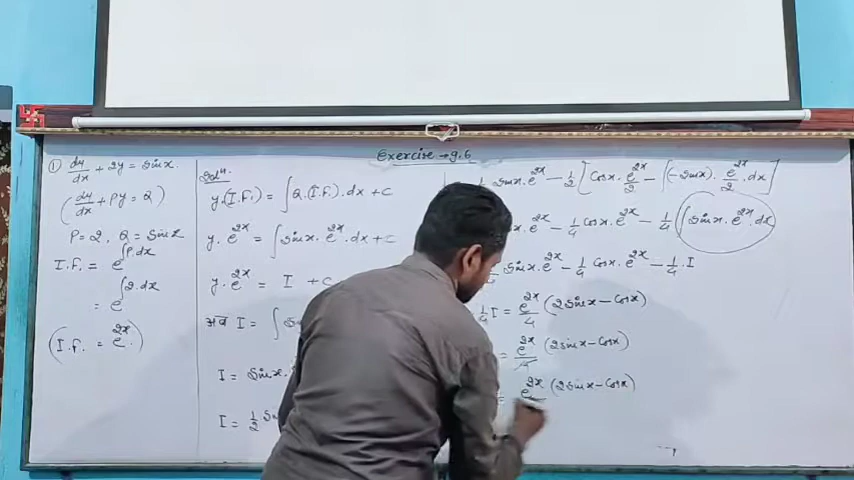 Exercise → 9.6
① dy/dx + 2y = sin x.
(dy/dx + Py = Q)
P = 2, Q = Sin x
I.F. = e^∫P.dx
= e^∫2.dx
(I.F. = e^2x.)
Solⁿ.
y.(I.F.) = ∫Q.(I.F.).dx + C
y.e^2x = ∫sin x.e^2x.dx + C
y.e^2x = I + C
अब I = ∫
I = Sin x.
I = 1/2
sin x.e^2x - 1/2[Cos x.e^2x/2 - ∫(-Sin x).e^2x/2.dx]
.e^2x - 1/4 Cos x.e^2x - 1/4 ∫Sin x.e^2x.dx
Sin x.e^2x - 1/4 Cos x.e^2x - 1/4 I
1/4 I = e^2x/4 (2Sin x - Cos x)
= e^2x/4 (2Sin x - Cos x)
= e^2x (2Sin x - Cos x)